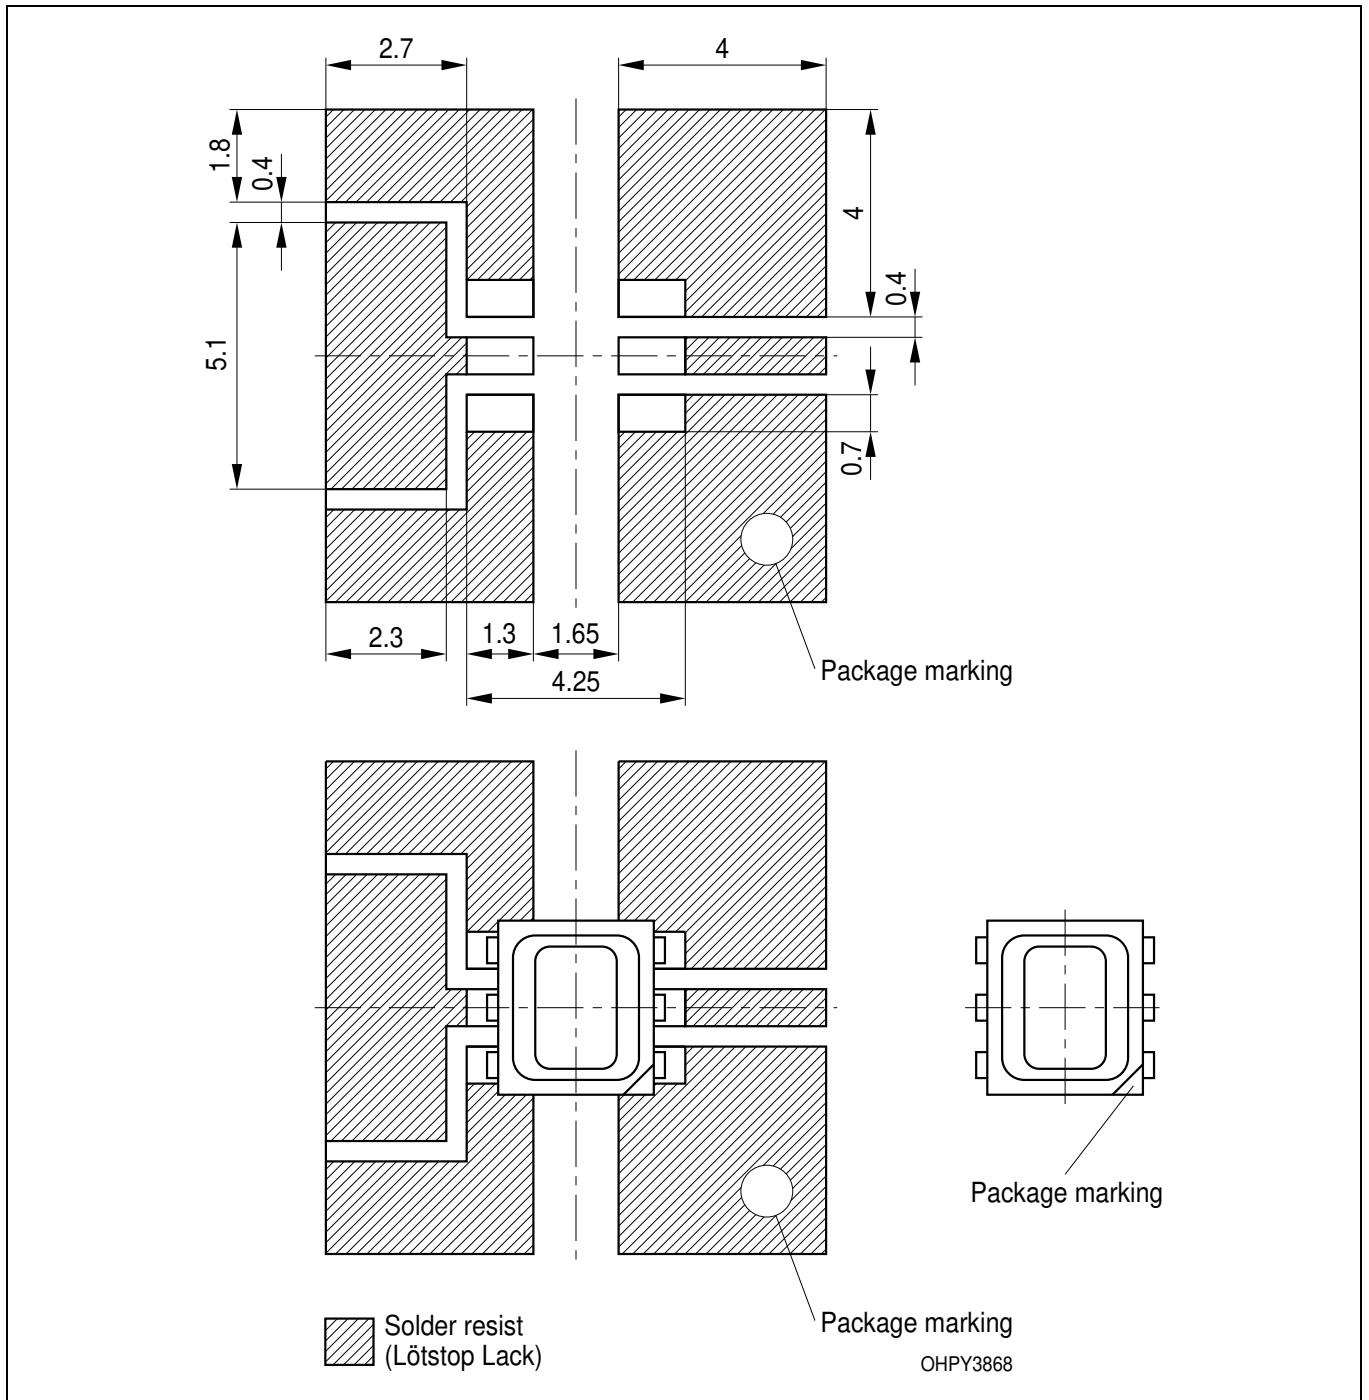 2.7
4
1.8
0.4
4
0.4
5.1
0.7
2.3
1.3
1.65
4.25
Package marking
Package marking
Package marking
Solder resist
(Lötstop Lack)
OHPY3868